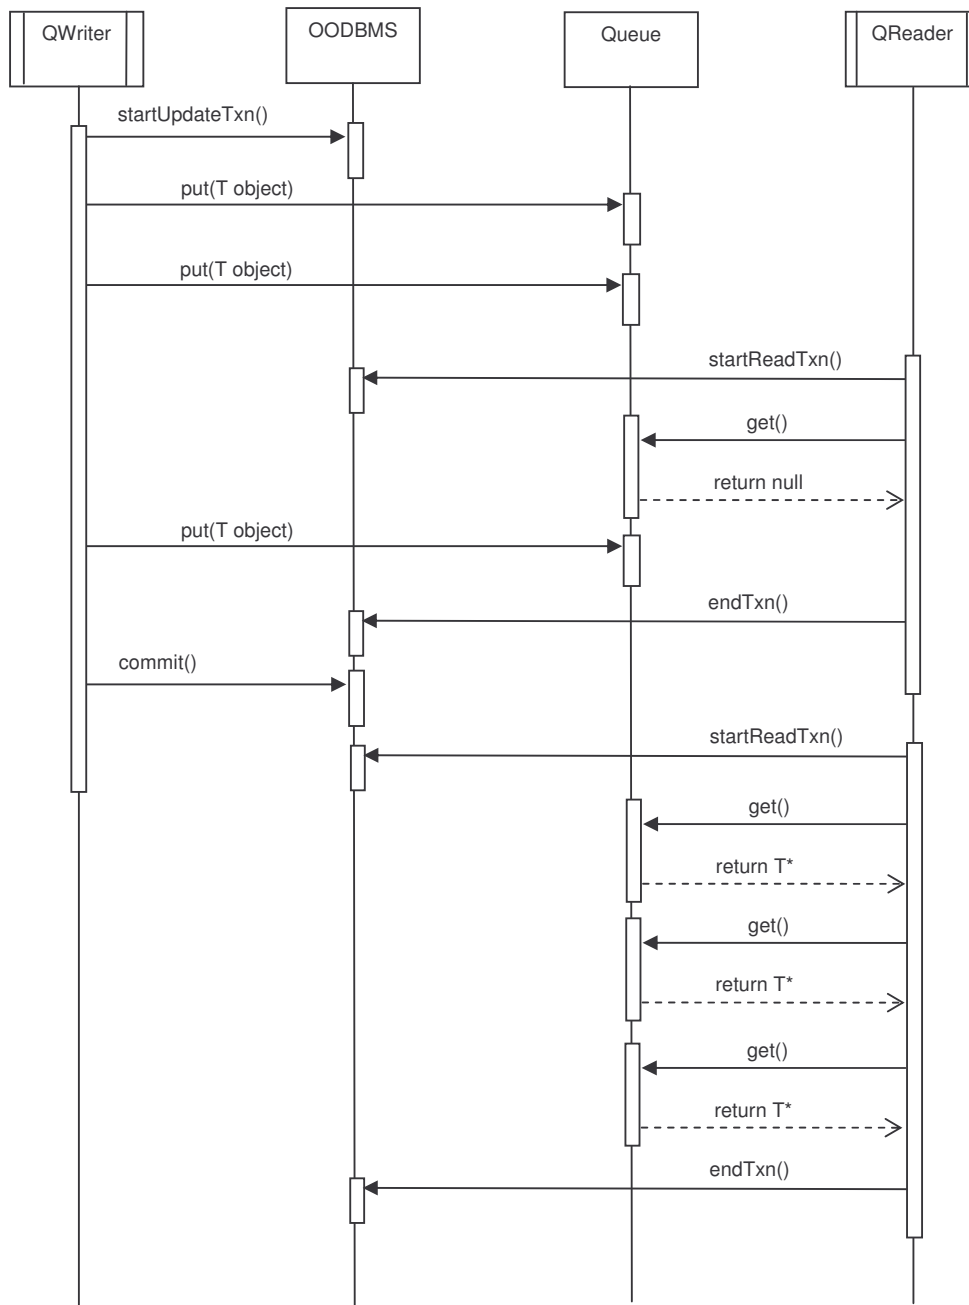 QWriter
OODBMS
Queue
QReader
startUpdateTxn()
put(T object)
put(T object)
startReadTxn()
get()
return null
put(T object)
endTxn()
commit()
startReadTxn()
get()
return T*
get()
return T*
get()
return T*
endTxn()